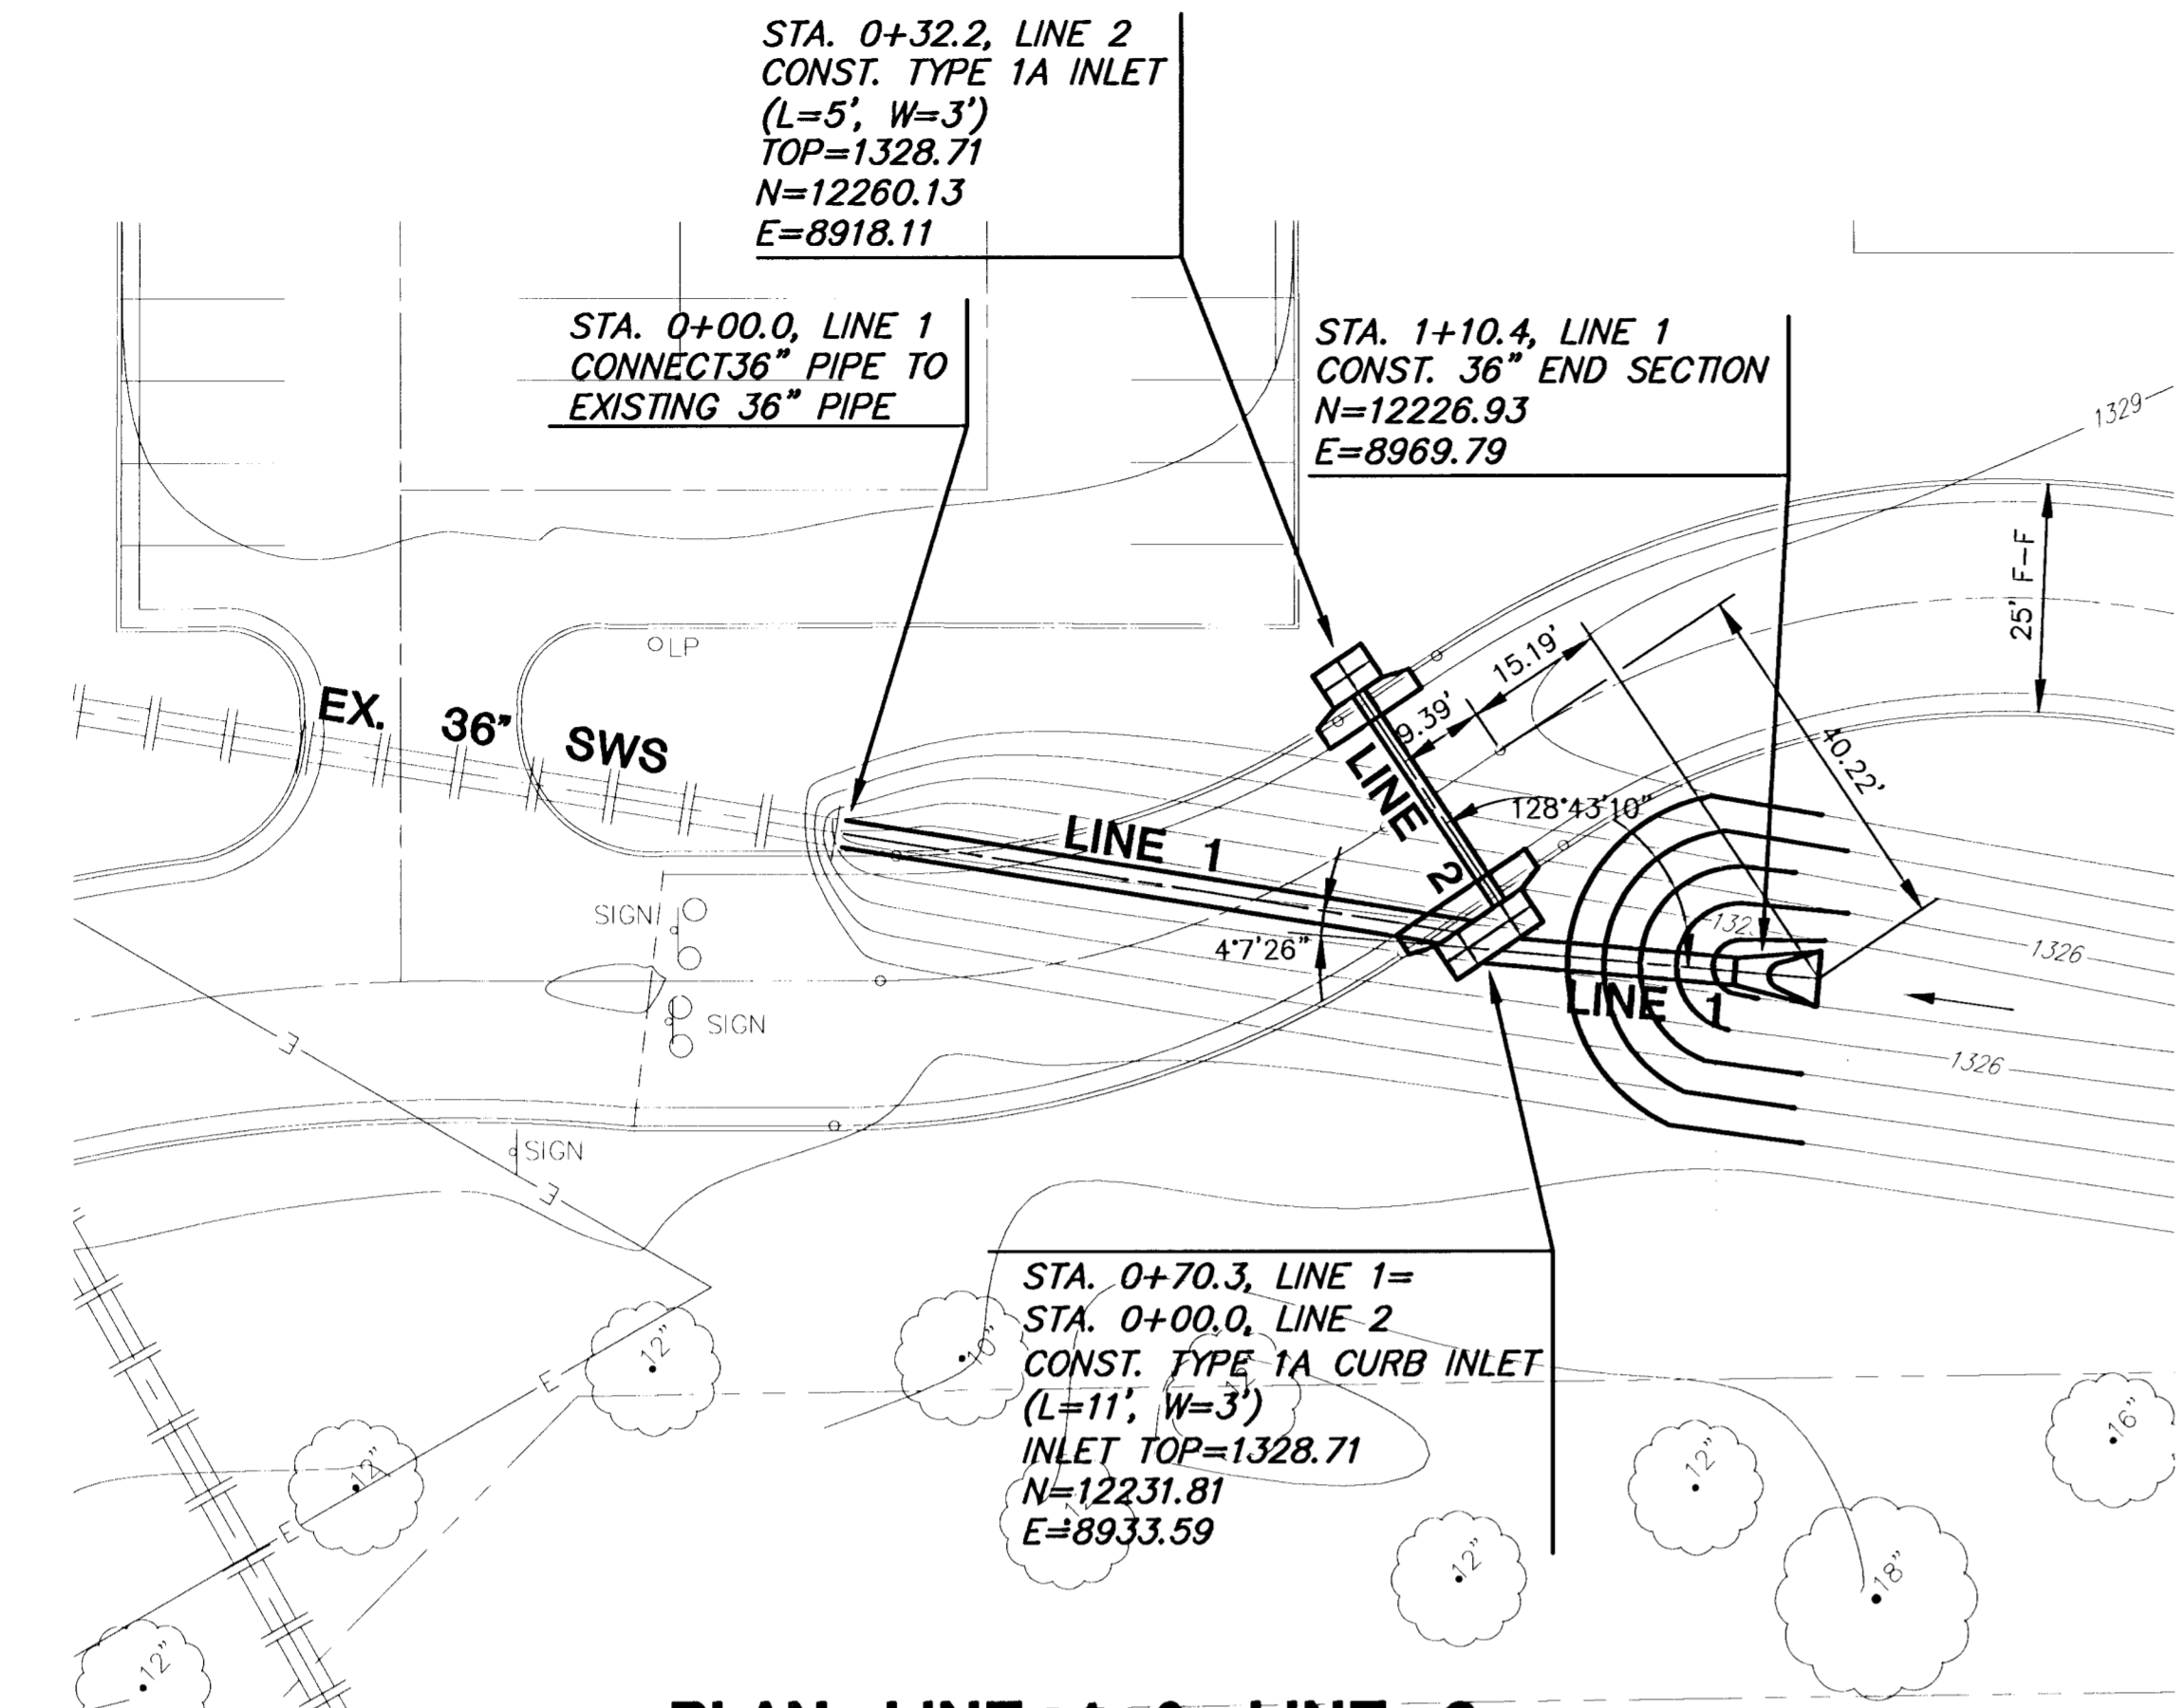 STA. 0+32.2, LINE 2
CONST. TYPE 1A INLET
(L=5', W=3')
TOP=1328.71
N=12260.13
E=8918.11
STA. 0+00.0, LINE 1
CONNECT36" PIPE TO
EXISTING 36" PIPE
STA. 1+10.4, LINE 1
CONST. 36" END SECTION
N=12226.93
E=8969.79
1329
25' F-F
15.19'
9.39'
40.22'
LP
EX. 36" SWS
LINE 1
LINE 2
128°43'10"
4°7'26"
SIGN
SIGN
SIGN
1326
1326
LINE 1
E
E
E
E
STA. 0+70.3, LINE 1=
STA. 0+00.0, LINE 2
CONST. TYPE 1A CURB INLET
(L=11', W=3')
INLET TOP=1328.71
N=12231.81
E=8933.59
12"
10"
12"
12"
12"
16"
18"
12"